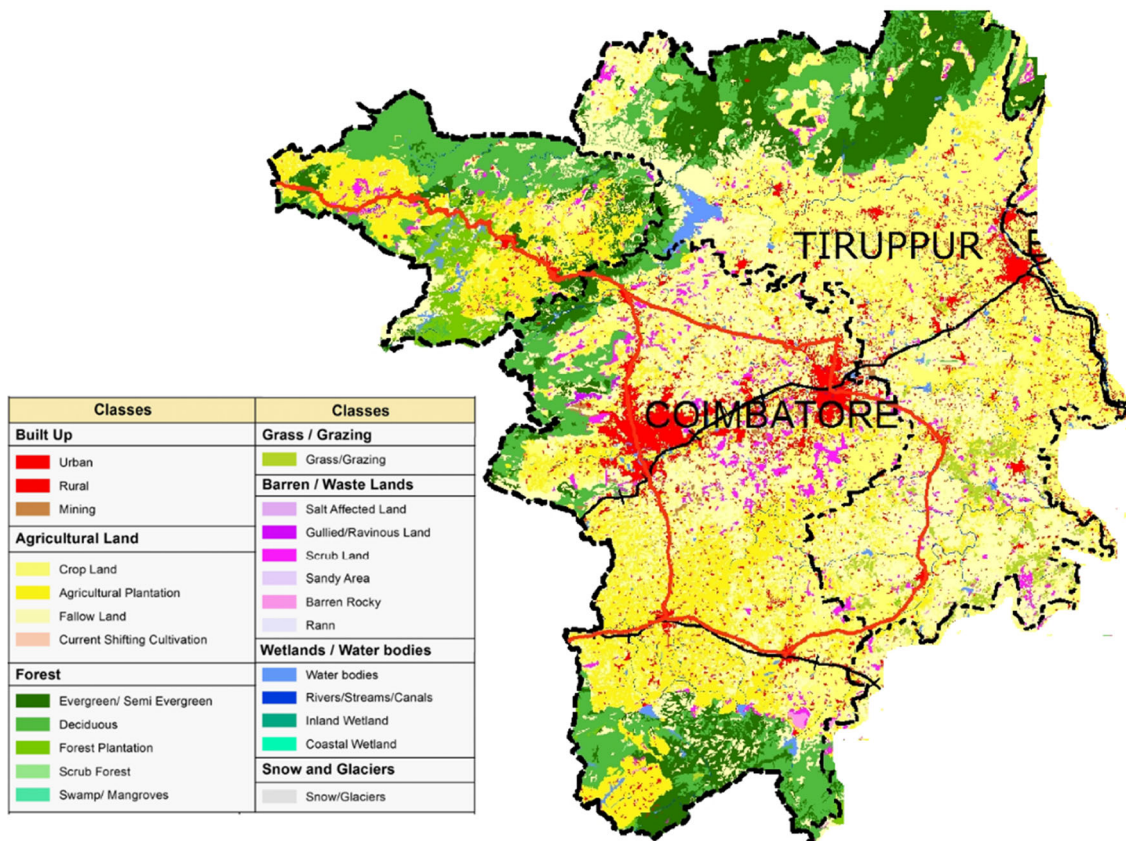 TIRUPPUR
E
COIMBATORE
Classes
Built Up
Urban
Rural
Mining
Agricultural Land
Crop Land
Agricultural Plantation
Fallow Land
Current Shifting Cultivation
Forest
Evergreen/ Semi Evergreen
Deciduous
Forest Plantation
Scrub Forest
Swamp/ Mangroves
Classes
Grass / Grazing
Grass/Grazing
Barren / Waste Lands
Salt Affected Land
Gullied/Ravinous Land
Scrub Land
Sandy Area
Barren Rocky
Rann
Wetlands / Water bodies
Water bodies
Rivers/Streams/Canals
Inland Wetland
Coastal Wetland
Snow and Glaciers
Snow/Glaciers